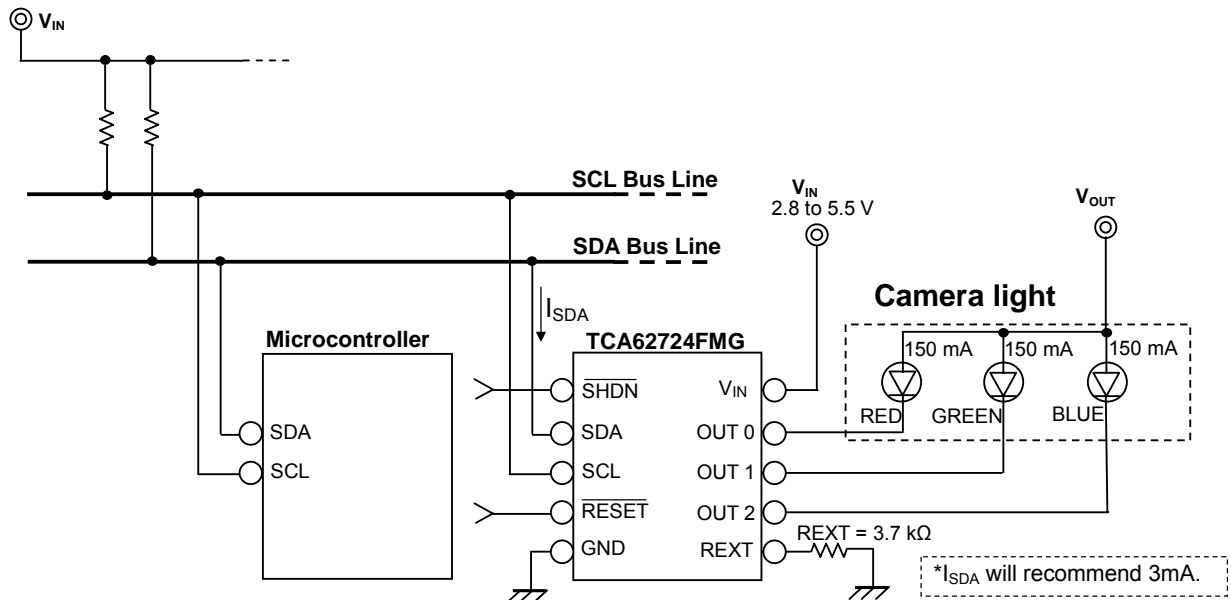 VIN
SCL Bus Line
VIN
2.8 to 5.5 V
VOUT
SDA Bus Line
Camera light
ISDA
Microcontroller
TCA62724FMG
150 mA
150 mA
150 mA
SHDN
VIN
RED
GREEN
BLUE
SDA
SDA
OUT 0
SCL
SCL
OUT 1
RESET
OUT 2
REXT = 3.7 kΩ
GND
REXT
*ISDA will recommend 3mA.